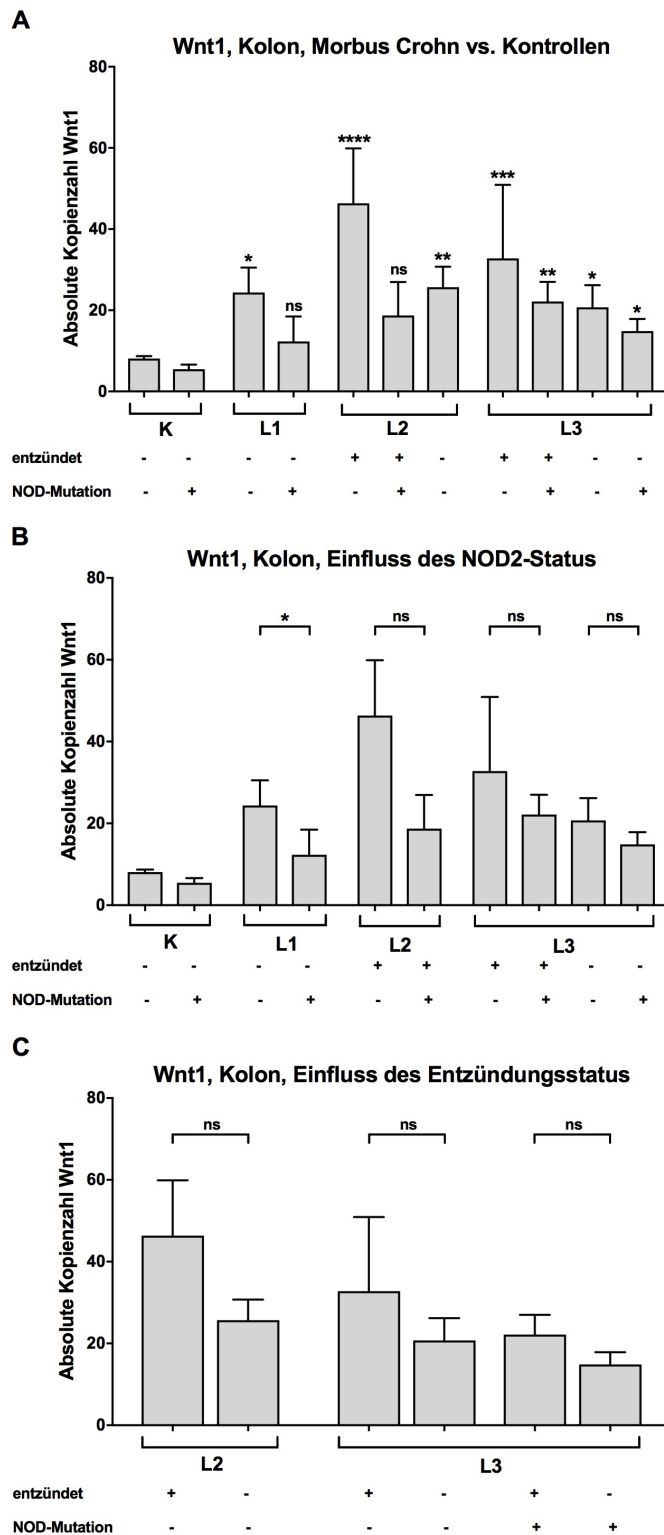 A
Wnt1, Kolon, Morbus Crohn vs. Kontrollen
Absolute Kopienzahl Wnt1
80
60
40
20
0
* ns **** ns ** *** ** * *
K L1 L2 L3
entzündet - - - - + + - + + - -
NOD-Mutation - + - + - + - - + - +
B
Wnt1, Kolon, Einfluss des NOD2-Status
Absolute Kopienzahl Wnt1
80
60
40
20
0
* ns ns ns
K L1 L2 L3
entzündet - - - - + + + + - -
NOD-Mutation - + - + - + - + - +
C
Wnt1, Kolon, Einfluss des Entzündungsstatus
Absolute Kopienzahl Wnt1
80
60
40
20
0
ns ns ns
L2 L3
entzündet + - + - + -
NOD-Mutation - - - - + +